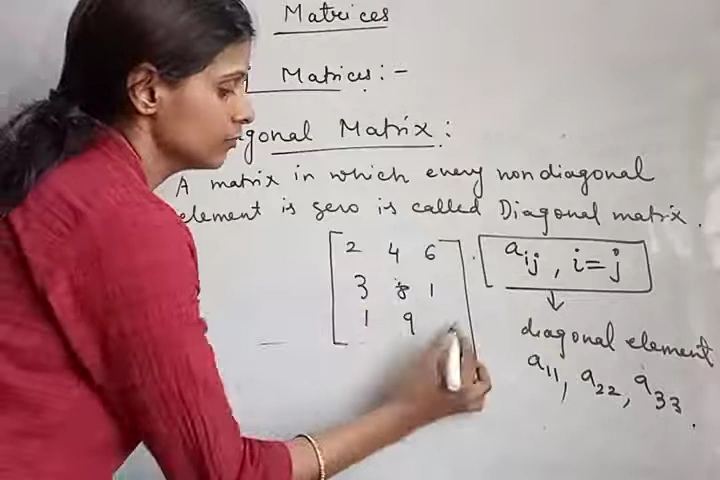 Matrices
Matrices:-
gonal Matrix:
A matrix in which every nondiagonal
element is zero is called Diagonal matrix.
2 4 6
3 8 1
1 9
aij, i=j
↓
diagonal element
a11, a22, a33.